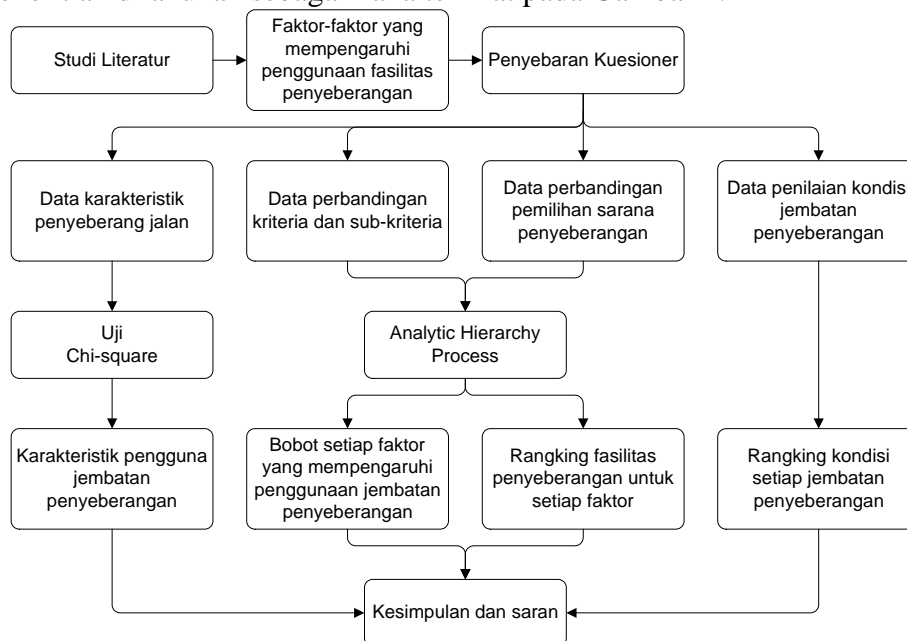 Studi Literatur
Faktor-faktor yang
mempengaruhi
penggunaan fasilitas
penyeberangan
Penyebaran Kuesioner
Data karakteristik
penyeberang jalan
Data perbandingan
kriteria dan sub-kriteria
Data perbandingan
pemilihan sarana
penyeberangan
Data penilaian kondisi
jembatan
penyeberangan
Uji
Chi-square
Analytic Hierarchy
Process
Karakteristik pengguna
jembatan
penyeberangan
Bobot setiap faktor
yang mempengaruhi
penggunaan jembatan
penyeberangan
Rangking fasilitas
penyeberangan untuk
setiap faktor
Rangking kondisi
setiap jembatan
penyeberangan
Kesimpulan dan saran